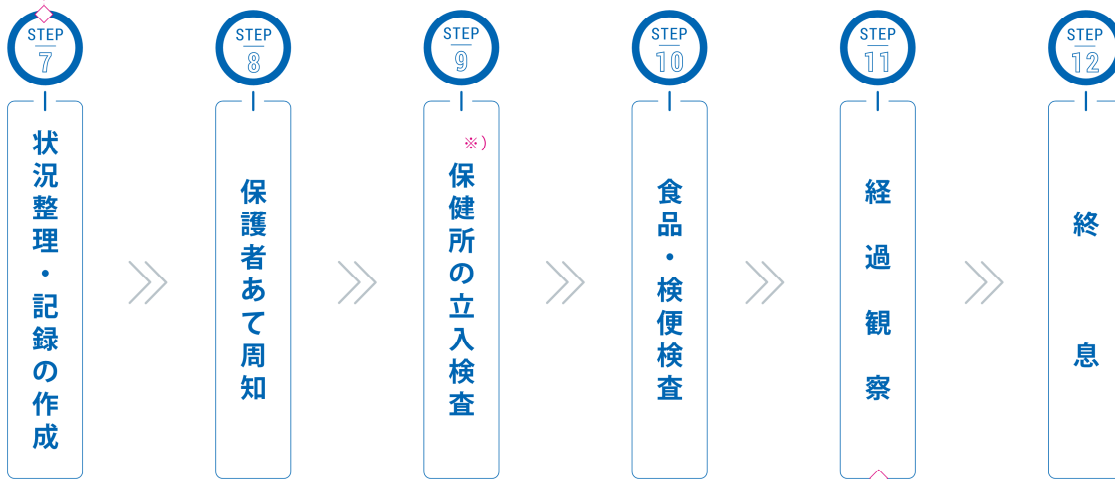 STEP
7
状況整理・記録の作成
STEP
8
保護者あて周知
STEP
9
※）
保健所の立入検査
STEP
10
食品・検便検査
STEP
11
経過観察
STEP
12
終息